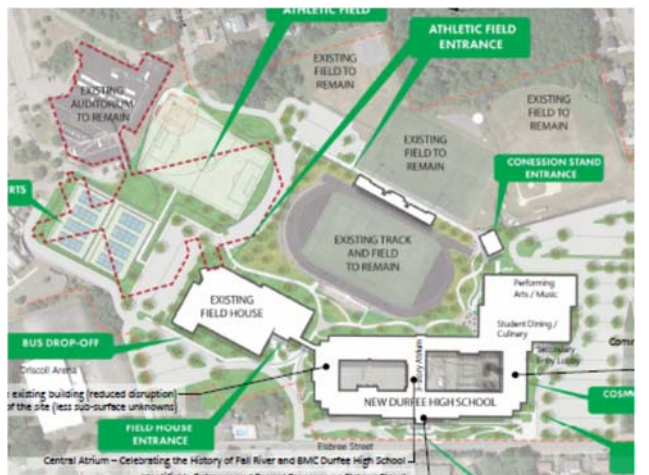 ATHLETIC FIELD
ATHLETIC FIELD
ENTRANCE
EXISTING
FIELD TO
REMAIN
EXISTING
AUDITORIUM
TO REMAIN
EXISTING
FIELD TO
REMAIN
EXISTING
FIELD TO
REMAIN
CONESSION STAND
ENTRANCE
RTS
EXISTING TRACK
AND FIELD
TO REMAIN
EXISTING
FIELD HOUSE
Performing
Arts / Music
Student Dining /
Culinary
BUS DROP-OFF
Secondary
Entry Lobby
Driscoll Arena
existing building (reduced disruption)
of the site (less sub-surface unknowns)
NEW DURFEE HIGH SCHOOL
COSM
FIELD HOUSE
ENTRANCE
Elsbree Street
Central Atrium – Celebrating the History of Fall River and BMC Durfee High School